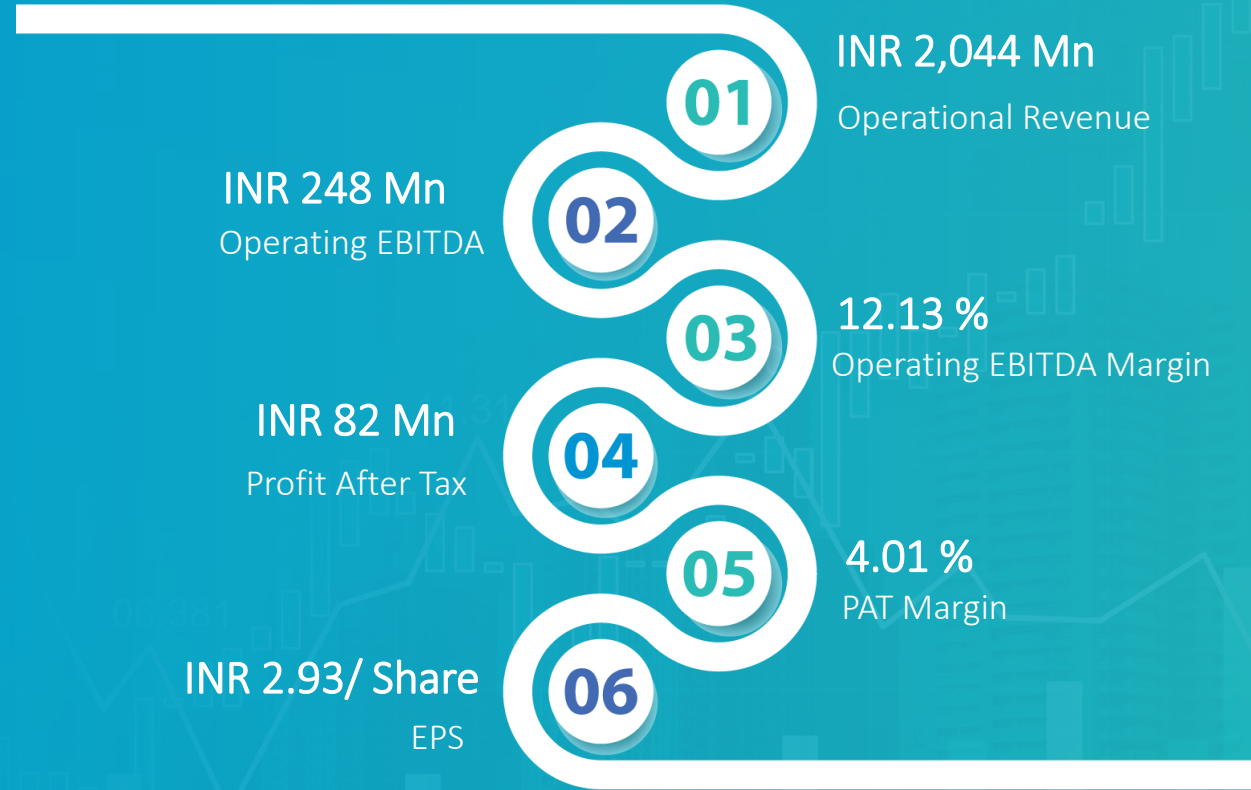 01
INR 2,044 Mn
Operational Revenue
INR 248 Mn
Operating EBITDA
02
03
12.13 %
Operating EBITDA Margin
INR 82 Mn
Profit After Tax
04
05
4.01 %
PAT Margin
INR 2.93/ Share
EPS
06